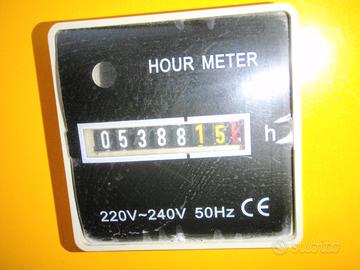 HOUR METER
0538815 h
220V~240V 50Hz CE
subito